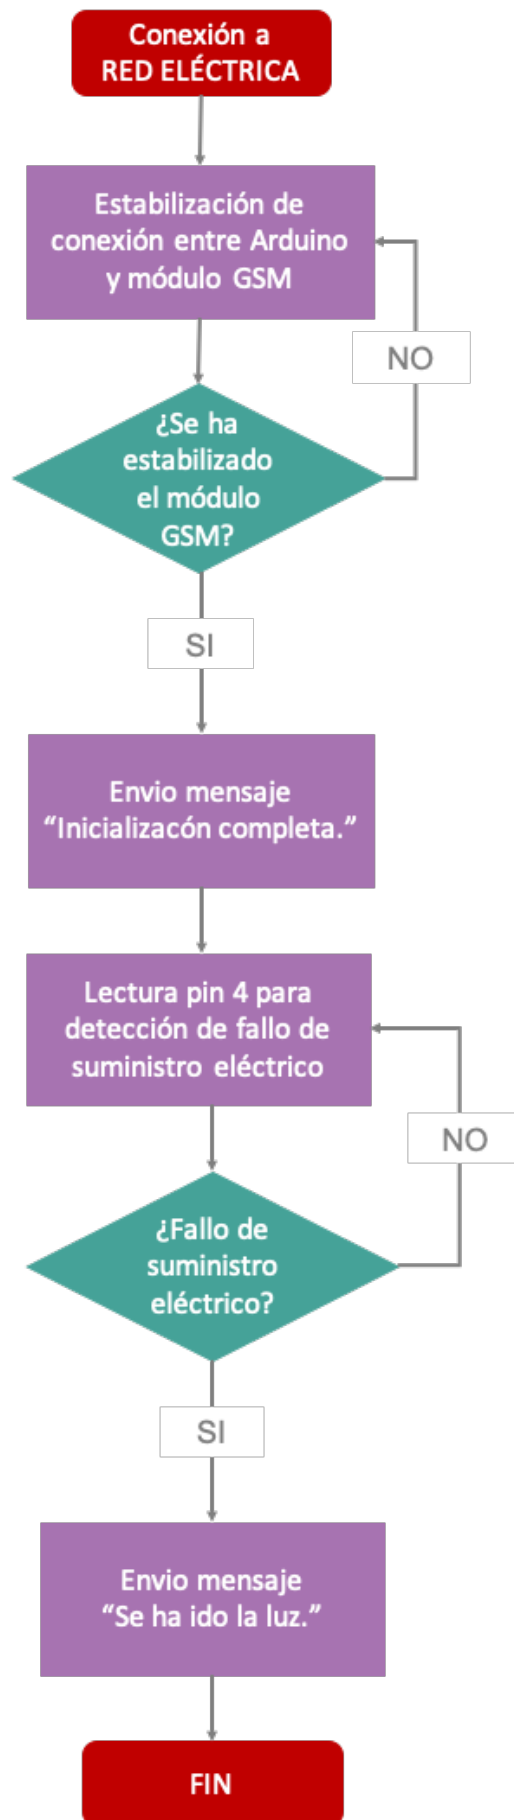 Conexión a
RED ELÉCTRICA
Estabilización de
conexión entre Arduino
y módulo GSM
NO
¿Se ha
estabilizado
el módulo
GSM?
SI
Envio mensaje
“Inicializacón completa.”
Lectura pin 4 para
detección de fallo de
suministro eléctrico
NO
¿Fallo de
suministro
eléctrico?
SI
Envio mensaje
“Se ha ido la luz.”
FIN